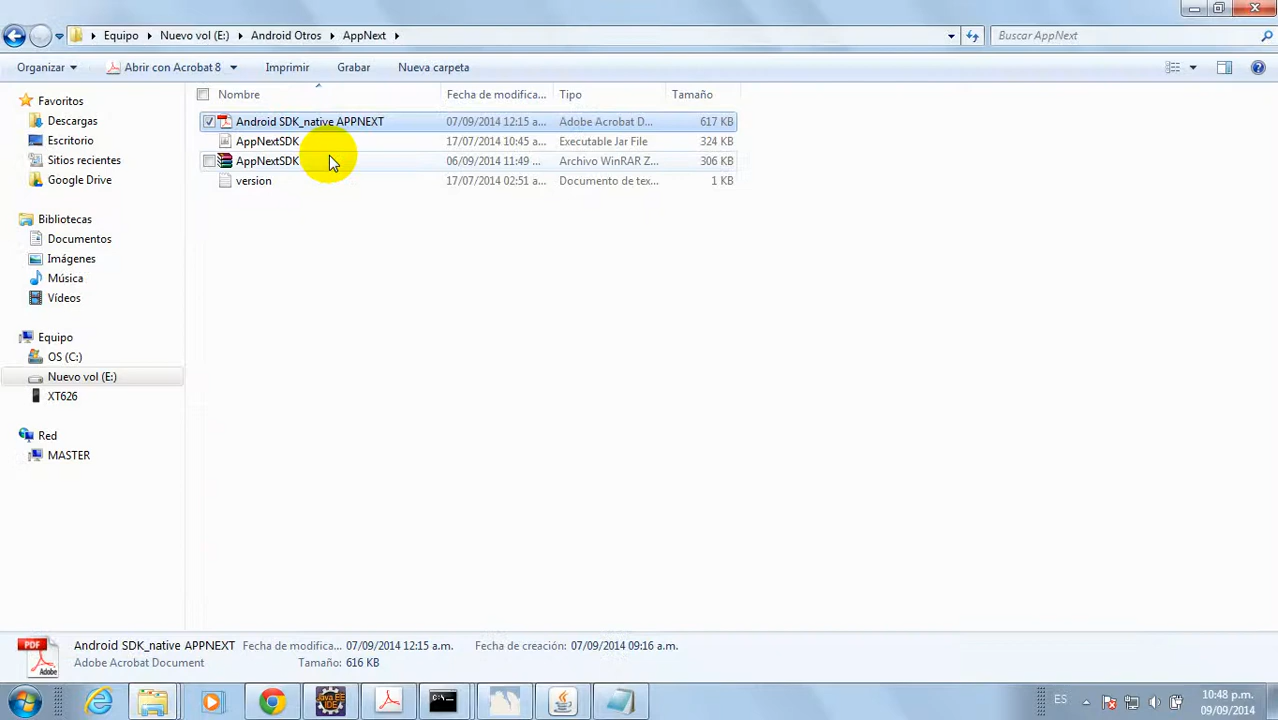 Equipo ▸ Nuevo vol (E:) ▸ Android Otros ▸ AppNext ▸
Buscar AppNext
Organizar
Abrir con Acrobat 8
Imprimir
Grabar
Nueva carpeta
Nombre Fecha de modifica... Tipo Tamaño
Android SDK_native APPNEXT 07/09/2014 12:15 a... Adobe Acrobat D... 617 KB
AppNextSDK 17/07/2014 10:45 a... Executable Jar File 324 KB
AppNextSDK 06/09/2014 11:49 ... Archivo WinRAR Z... 306 KB
version 17/07/2014 02:51 a... Documento de tex... 1 KB
Favoritos
Descargas
Escritorio
Sitios recientes
Google Drive
Bibliotecas
Documentos
Imágenes
Música
Vídeos
Equipo
OS (C:)
Nuevo vol (E:)
XT626
Red
MASTER
PDF
Adobe
Android SDK_native APPNEXT Fecha de modifica... 07/09/2014 12:15 a.m. Fecha de creación: 07/09/2014 09:16 a.m.
Adobe Acrobat Document Tamaño: 616 KB
Java EE
IDE
C:\
ES
10:48 p.m.
09/09/2014